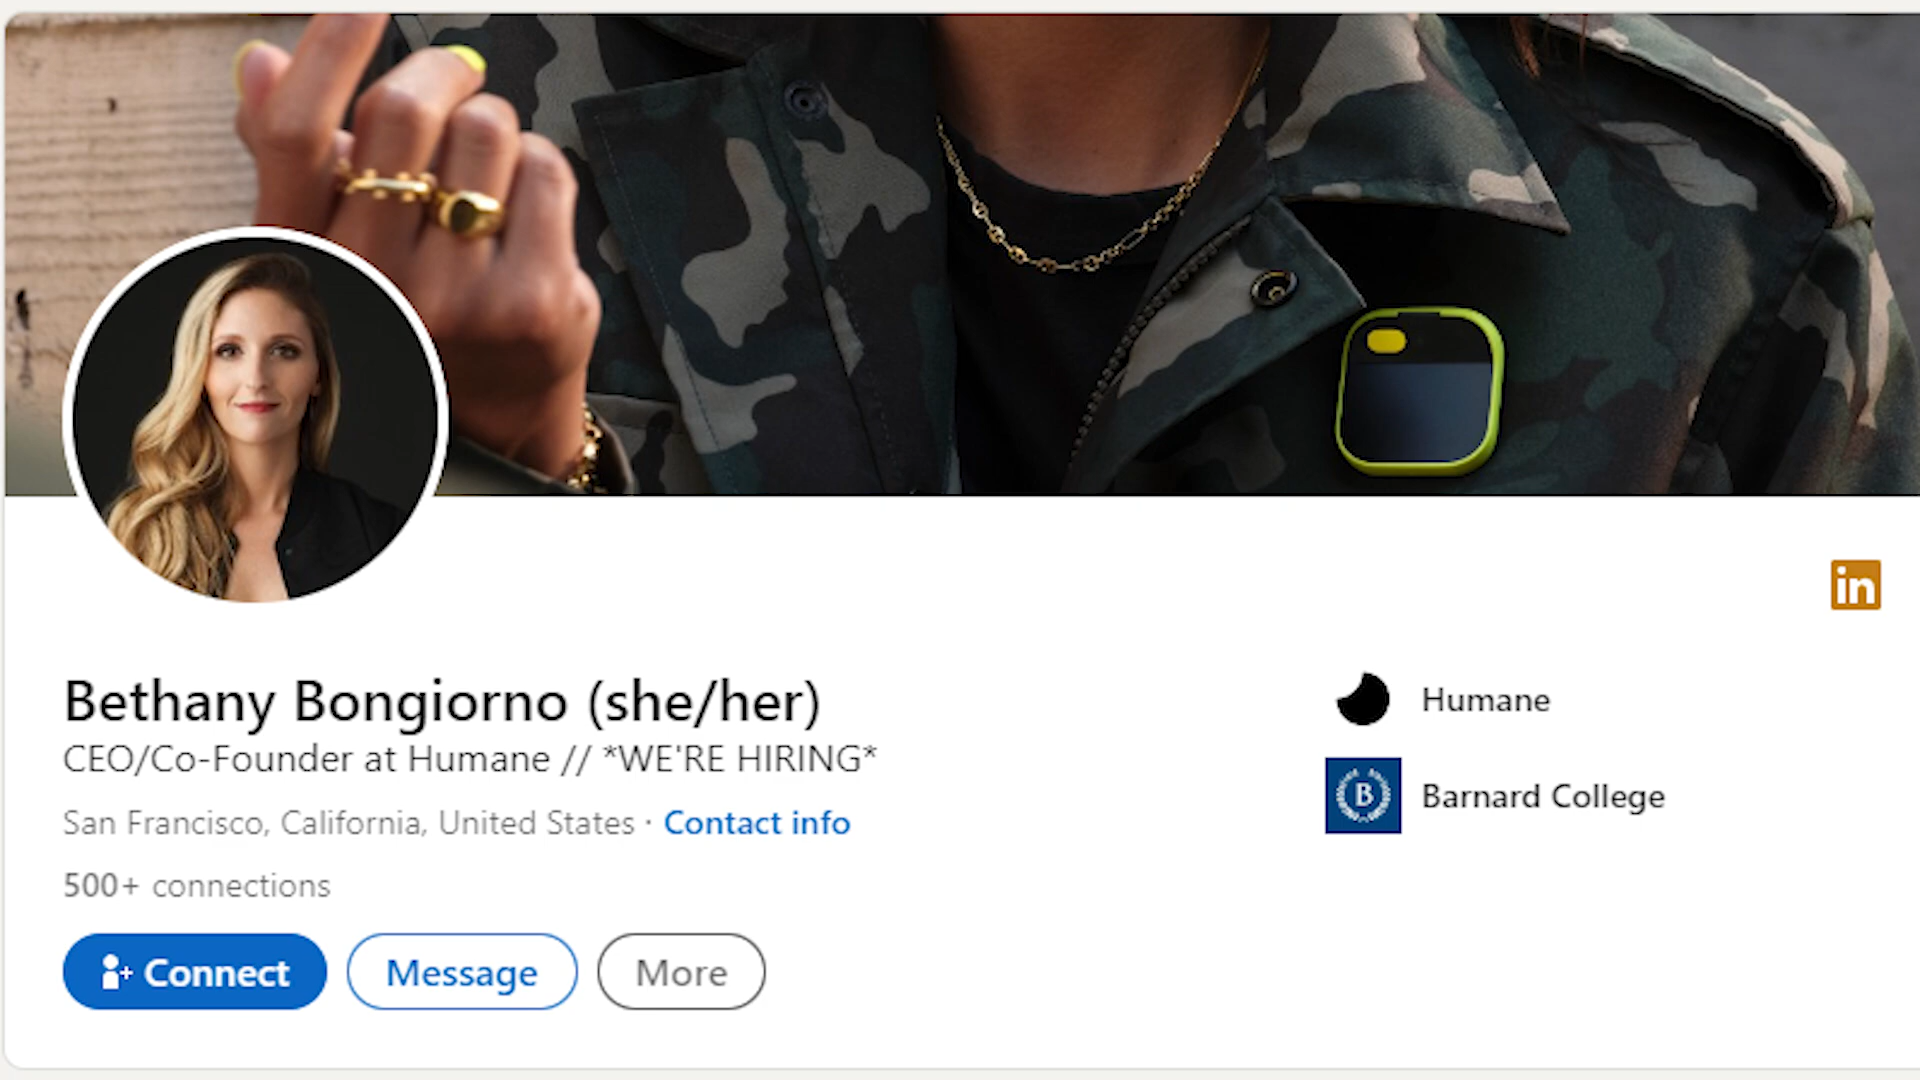 in
Bethany Bongiorno (she/her)
CEO/Co-Founder at Humane // *WE'RE HIRING*
San Francisco, California, United States · Contact info
500+ connections
Connect
Message
More
Humane
B
Barnard College